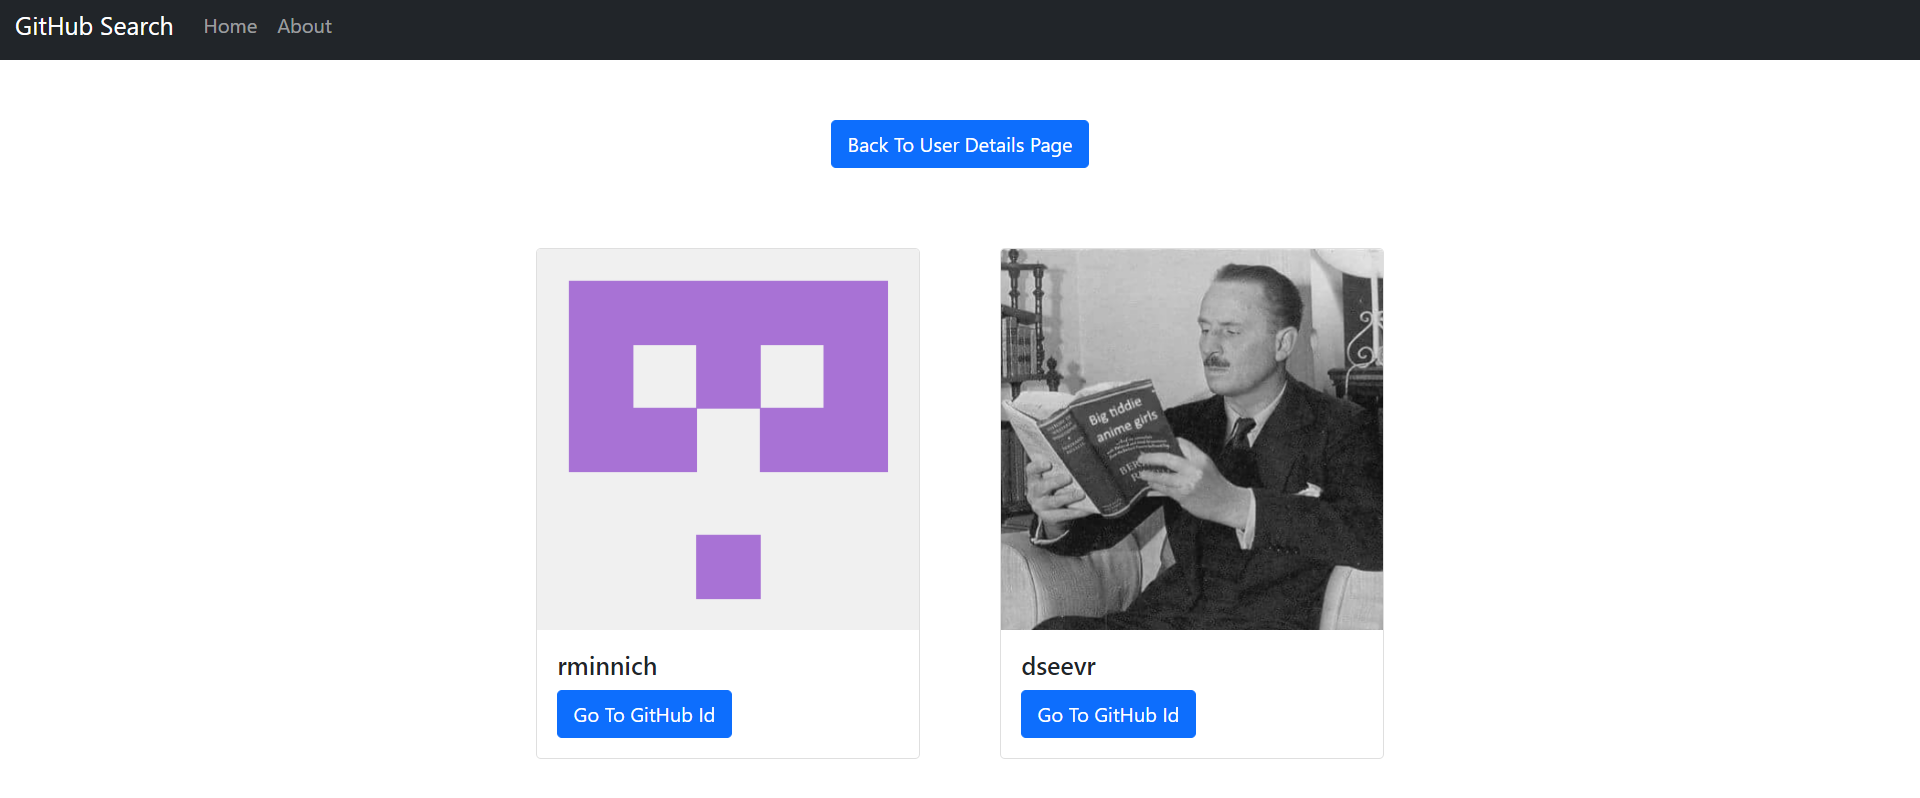 GitHub Search Home About
Back To User Details Page
Big tiddie
anime girls
rminnich
dseevr
Go To GitHub Id
Go To GitHub Id